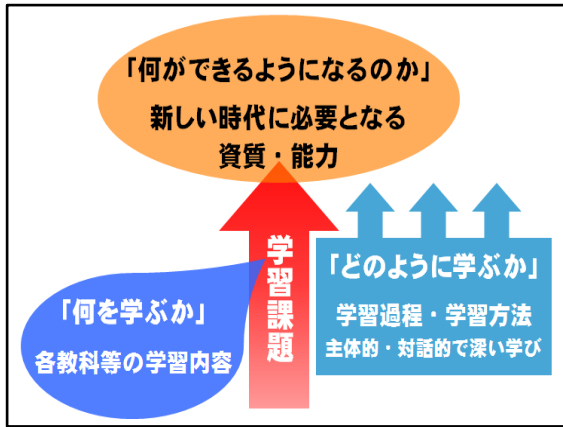 「何ができるようになるのか」
新しい時代に必要となる
資質・能力
学習課題
「何を学ぶか」
各教科等の学習内容
「どのように学ぶか」
学習過程・学習方法
主体的・対話的で深い学び